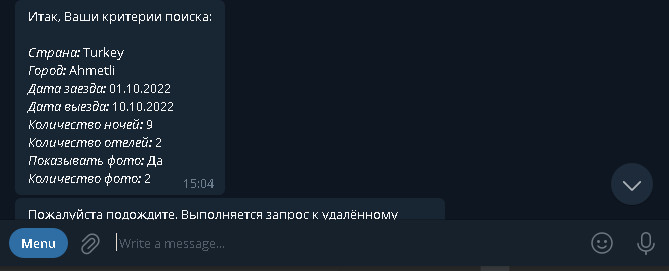 Итак, Ваши критерии поиска:
Страна: Turkey
Город: Ahmetli
Дата заезда: 01.10.2022
Дата выезда: 10.10.2022
Количество ночей: 9
Количество отелей: 2
Показывать фото: Да
Количество фото: 2
15:04
Пожалуйста подождите. Выполняется запрос к удалённому
Menu
Write a message...